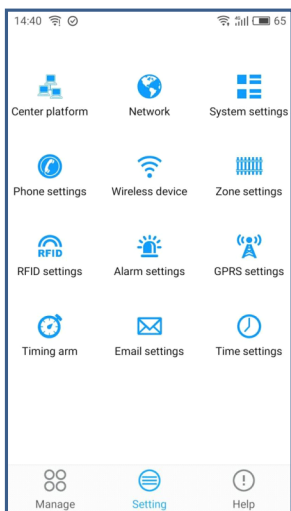 14:40 65
Center platform Network System settings
Phone settings Wireless device Zone settings
RFID
RFID settings Alarm settings GPRS settings
Timing arm Email settings Time settings
Manage Setting Help